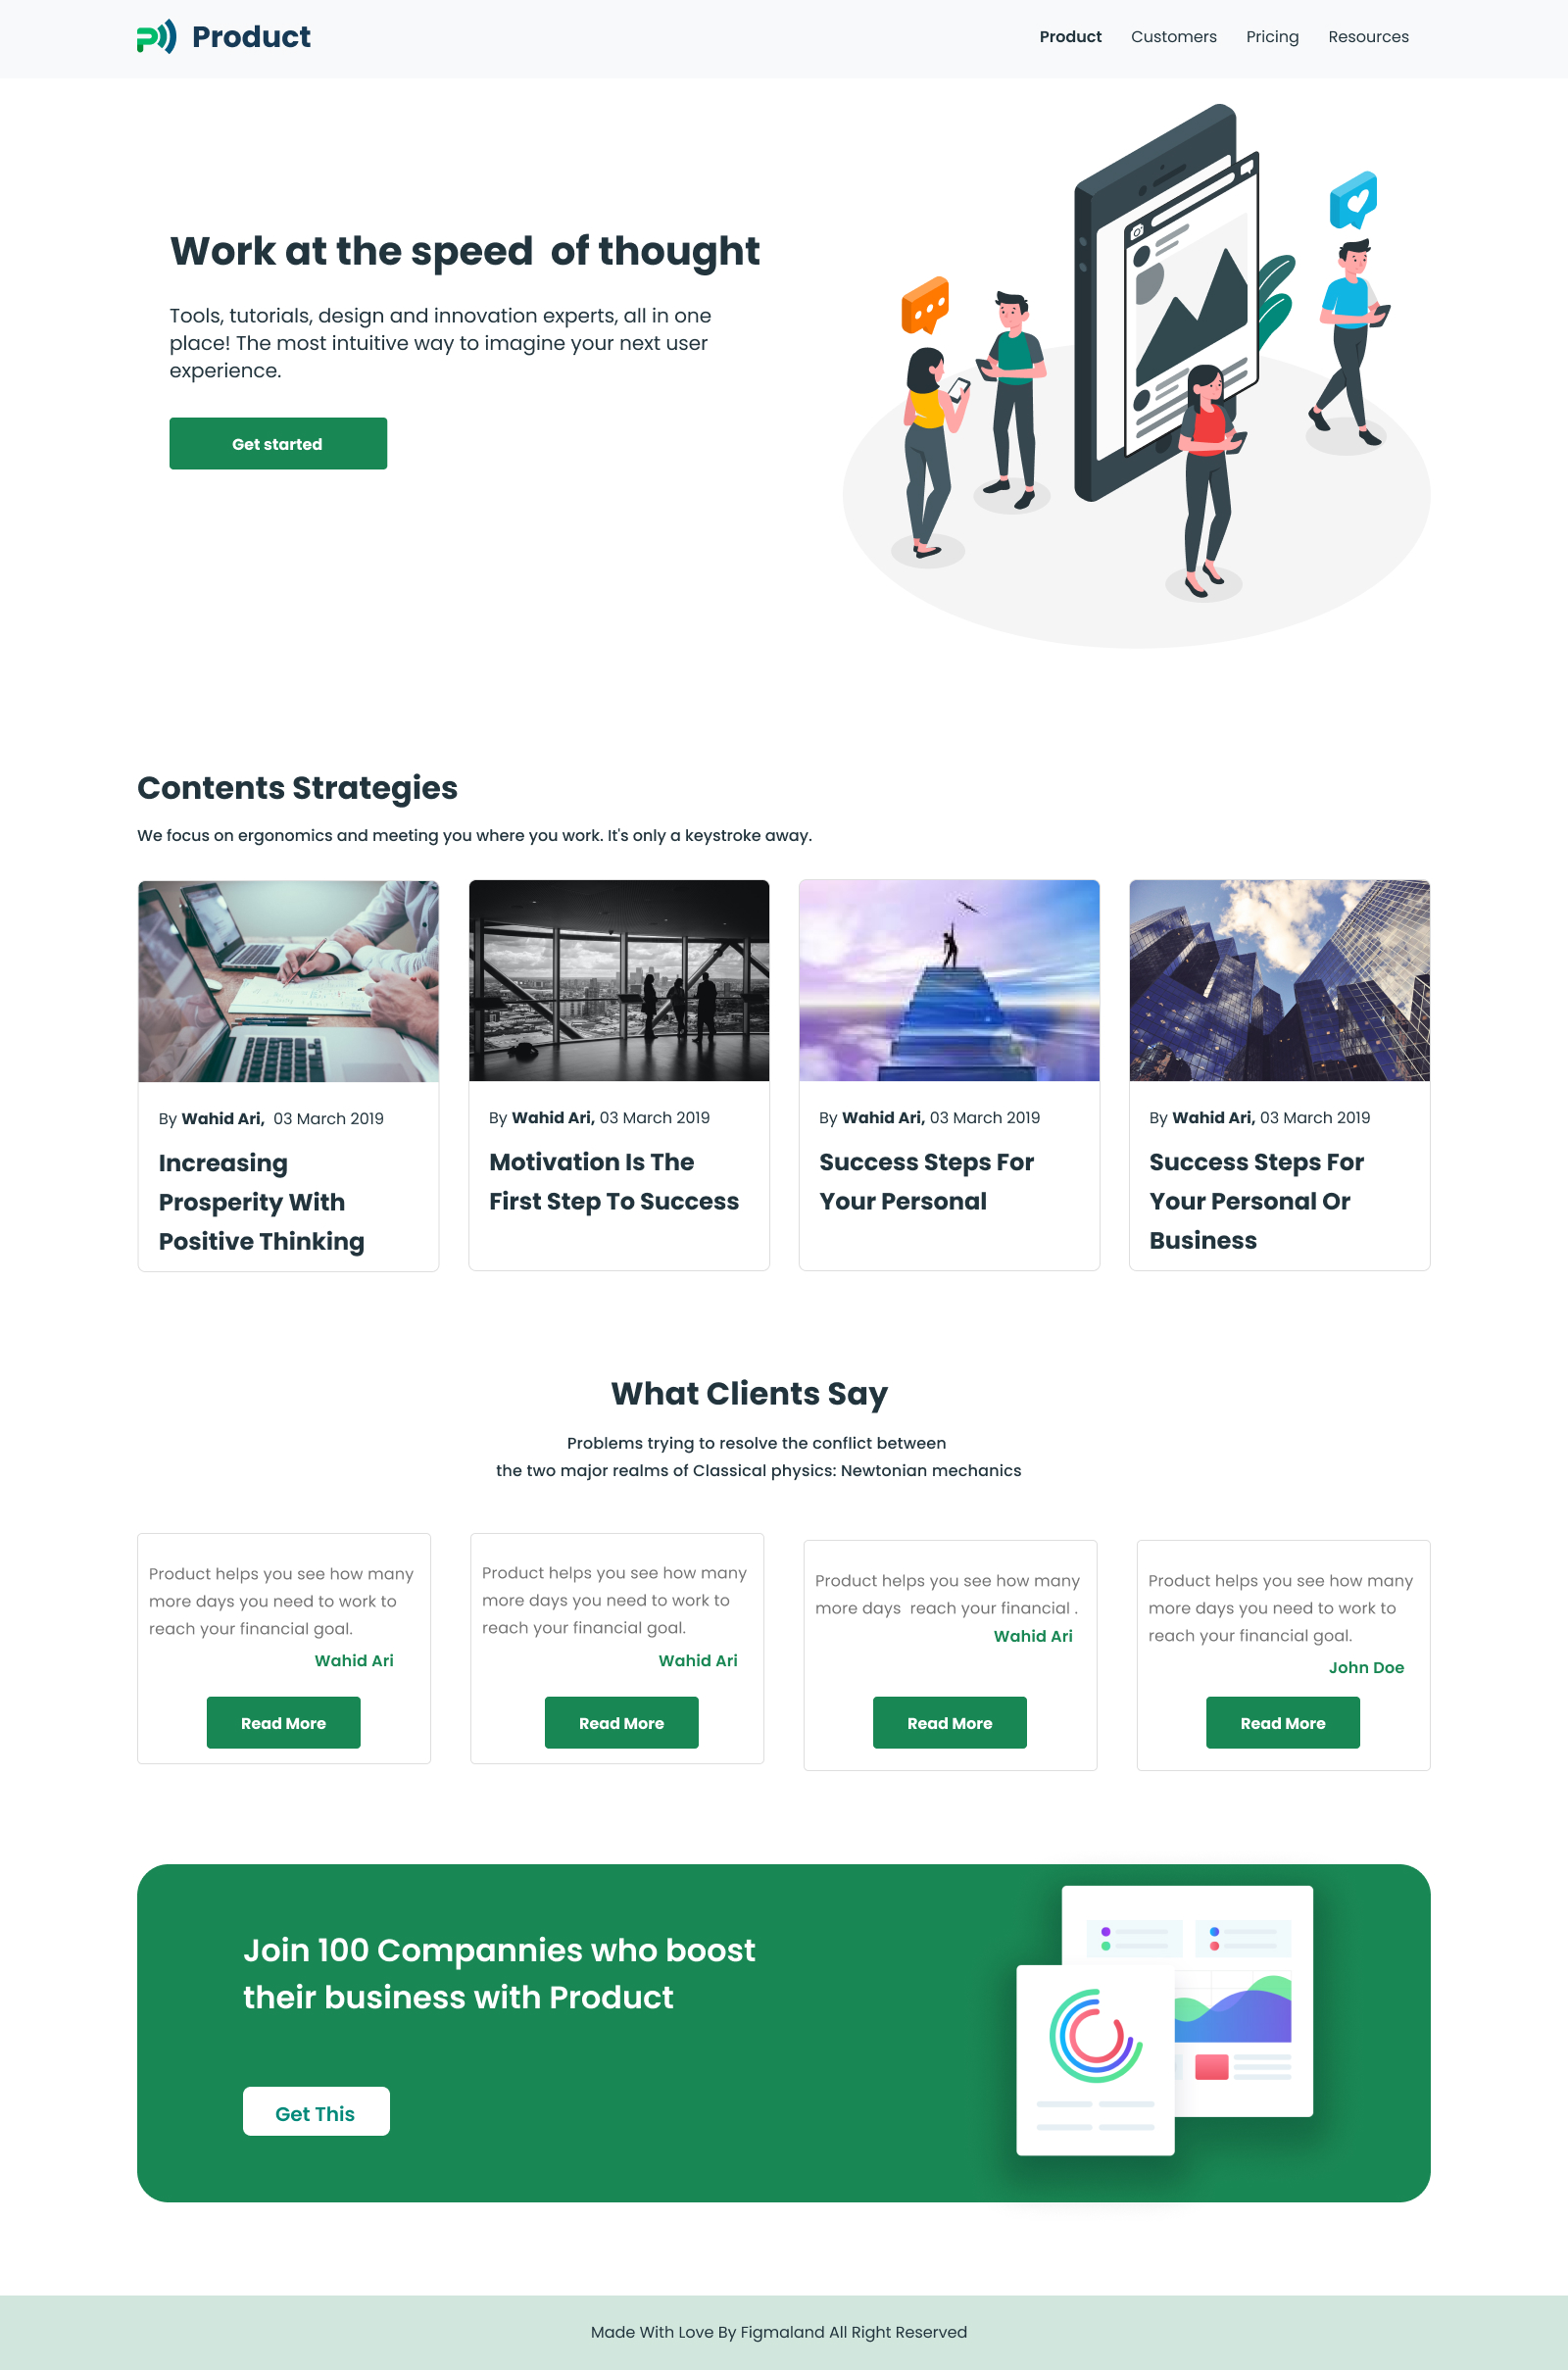 Product
Product Customers Pricing Resources
Work at the speed  of thought
Tools, tutorials, design and innovation experts, all in one
place! The most intuitive way to imagine your next user
experience.
Get started
Contents Strategies
We focus on ergonomics and meeting you where you work. It's only a keystroke away.
By Wahid Ari,  03 March 2019
Increasing
Prosperity With
Positive Thinking
By Wahid Ari, 03 March 2019
Motivation Is The
First Step To Success
By Wahid Ari, 03 March 2019
Success Steps For
Your Personal
By Wahid Ari, 03 March 2019
Success Steps For
Your Personal Or
Business
What Clients Say
Problems trying to resolve the conflict between
the two major realms of Classical physics: Newtonian mechanics
Product helps you see how many
more days you need to work to
reach your financial goal.
Wahid Ari
Read More
Product helps you see how many
more days you need to work to
reach your financial goal.
Wahid Ari
Read More
Product helps you see how many
more days  reach your financial .
Wahid Ari
Read More
Product helps you see how many
more days you need to work to
reach your financial goal.
John Doe
Read More
Join 100 Compannies who boost
their business with Product
Get This
Made With Love By Figmaland All Right Reserved